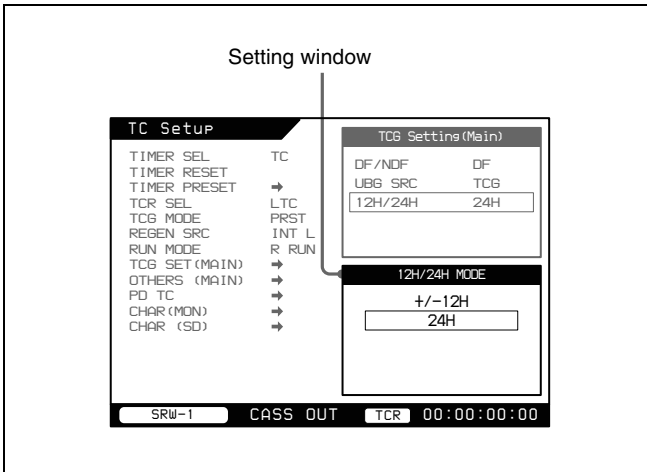 Setting window
TC Setup
TIMER SEL TC
TIMER RESET
TIMER PRESET ➡
TCR SEL LTC
TCG MODE PRST
REGEN SRC INT L
RUN MODE R RUN
TCG SET(MAIN) ➡
OTHERS (MAIN) ➡
PD TC ➡
CHAR(MON) ➡
CHAR (SD) ➡
TCG Setting(Main)
DF/NDF DF
UBG SRC TCG
12H/24H 24H
12H/24H MODE
+/-12H
24H
SRW-1 CASS OUT TCR 00:00:00:00